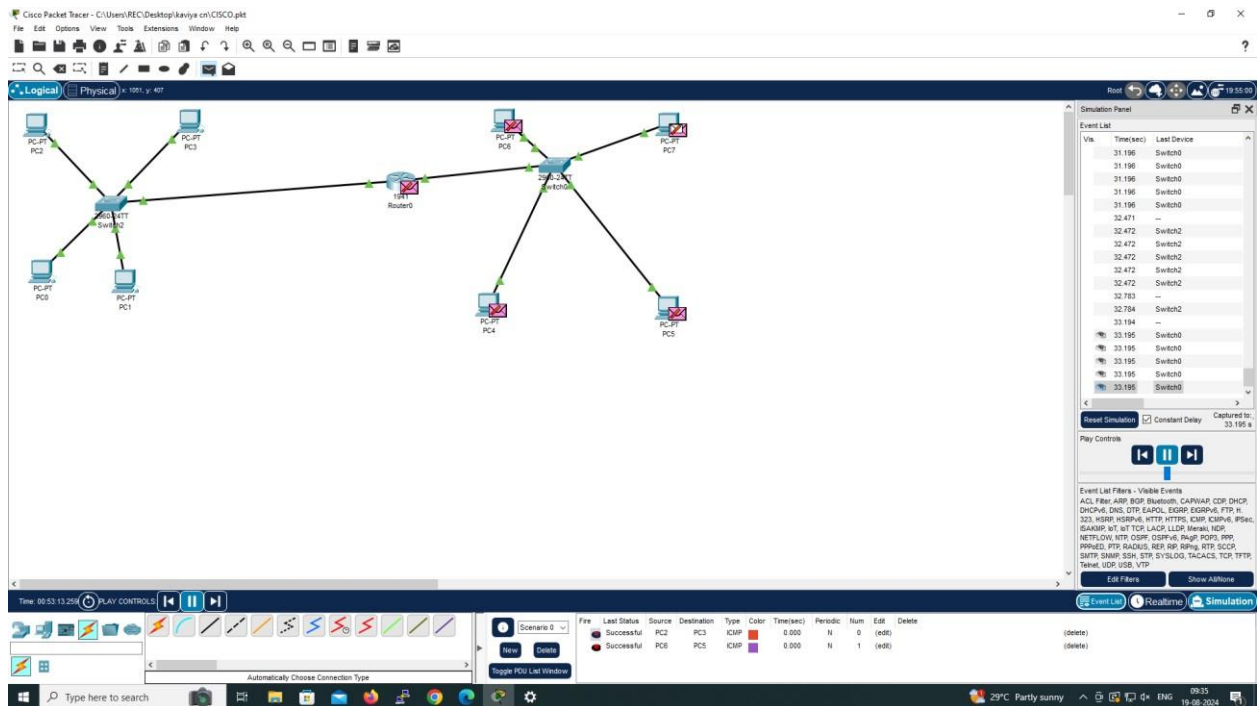 Cisco Packet Tracer - C:\Users\REC\Desktop\kaviya cn\CISCO.pkt
File Edit Options View Tools Extensions Window Help
?
Logical Physical x: 1051, y: 407
Root 19:55:00
PC-PT
PC2
PC-PT
PC3
2960-24TT
Switch2
PC-PT
PC0
PC-PT
PC1
1941
Router0
PC-PT
PC6
PC-PT
PC7
2960-24TT
Switch0
PC-PT
PC4
PC-PT
PC5
Simulation Panel
Event List
Vis. Time(sec) Last Device
31.196 Switch0
31.196 Switch0
31.196 Switch0
31.196 Switch0
31.196 Switch0
32.471 --
32.472 Switch2
32.472 Switch2
32.472 Switch2
32.472 Switch2
32.472 Switch2
32.783 --
32.784 Switch2
33.194 --
33.195 Switch0
33.195 Switch0
33.195 Switch0
33.195 Switch0
33.195 Switch0
Reset Simulation Constant Delay Captured to:
33.195 s
Play Controls
Event List Filters - Visible Events
ACL Filter, ARP, BGP, Bluetooth, CAPWAP, CDP, DHCP,
DHCPv6, DNS, DTP, EAPOL, EIGRP, EIGRPv6, FTP, H.
323, HSRP, HSRPv6, HTTP, HTTPS, ICMP, ICMPv6, IPSec,
ISAKMP, IoT, IoT TCP, LACP, LLDP, Meraki, NDP,
NETFLOW, NTP, OSPF, OSPFv6, PAgP, POP3, PPP,
PPPoED, PTP, RADIUS, REP, RIP, RIPng, RTP, SCCP,
SMTP, SNMP, SSH, STP, SYSLOG, TACACS, TCP, TFTP,
Telnet, UDP, USB, VTP
Edit Filters Show All/None
Time: 00:53:13.259 PLAY CONTROLS:
Event List Realtime Simulation
Automatically Choose Connection Type
Scenario 0
New Delete
Toggle PDU List Window
Fire Last Status Source Destination Type Color Time(sec) Periodic Num Edit Delete
Successful PC2 PC3 ICMP 0.000 N 0 (edit) (delete)
Successful PC6 PC5 ICMP 0.000 N 1 (edit) (delete)
Type here to search
29°C Partly sunny ENG 09:35
19-08-2024